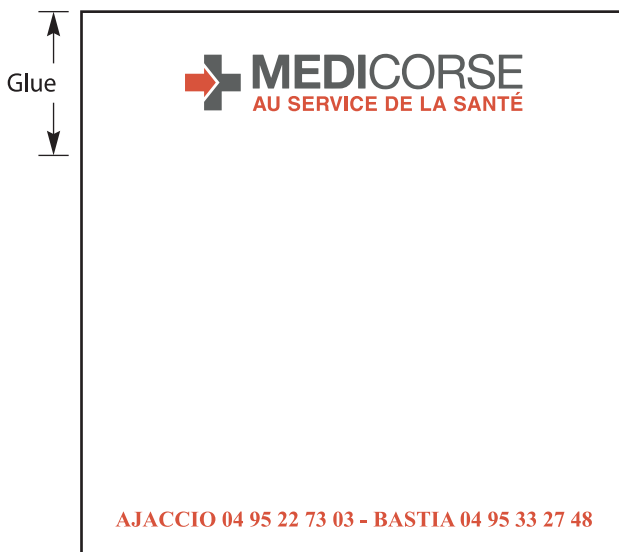 Glue
MEDICORSE
AU SERVICE DE LA SANTÉ
AJACCIO 04 95 22 73 03 - BASTIA 04 95 33 27 48